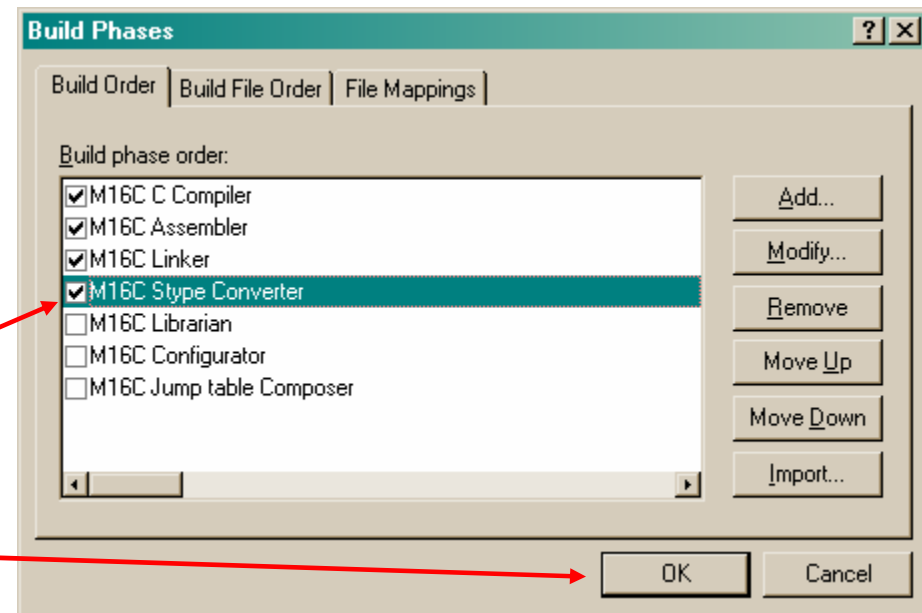 Build Phases
Build Order
Build File Order
File Mappings
Build phase order:
M16C C Compiler
M16C Assembler
M16C Linker
M16C Stype Converter
M16C Librarian
M16C Configurator
M16C Jump table Composer
Add...
Modify...
Remove
Move Up
Move Down
Import...
OK
Cancel